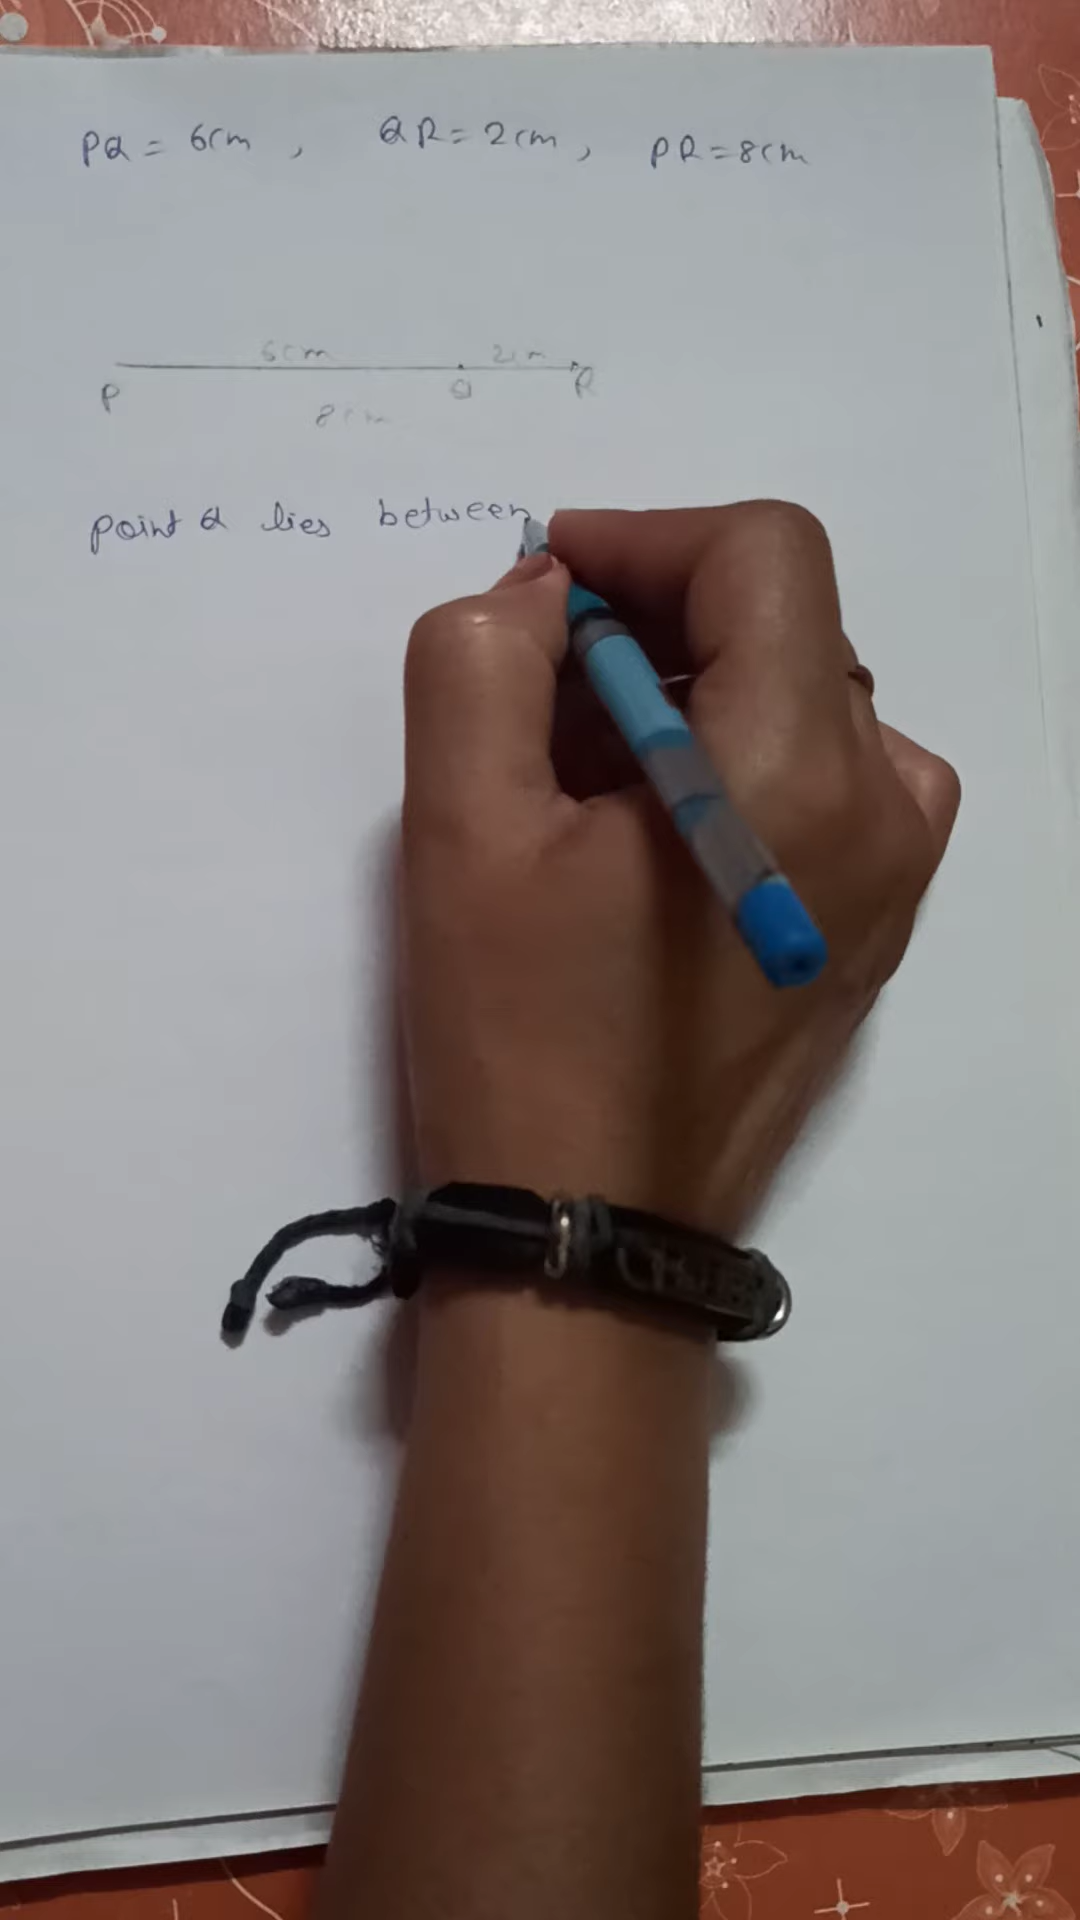 PQ = 6cm , QR = 2cm , PR = 8cm
6cm 2cm
P Q R
8cm
point Q lies between